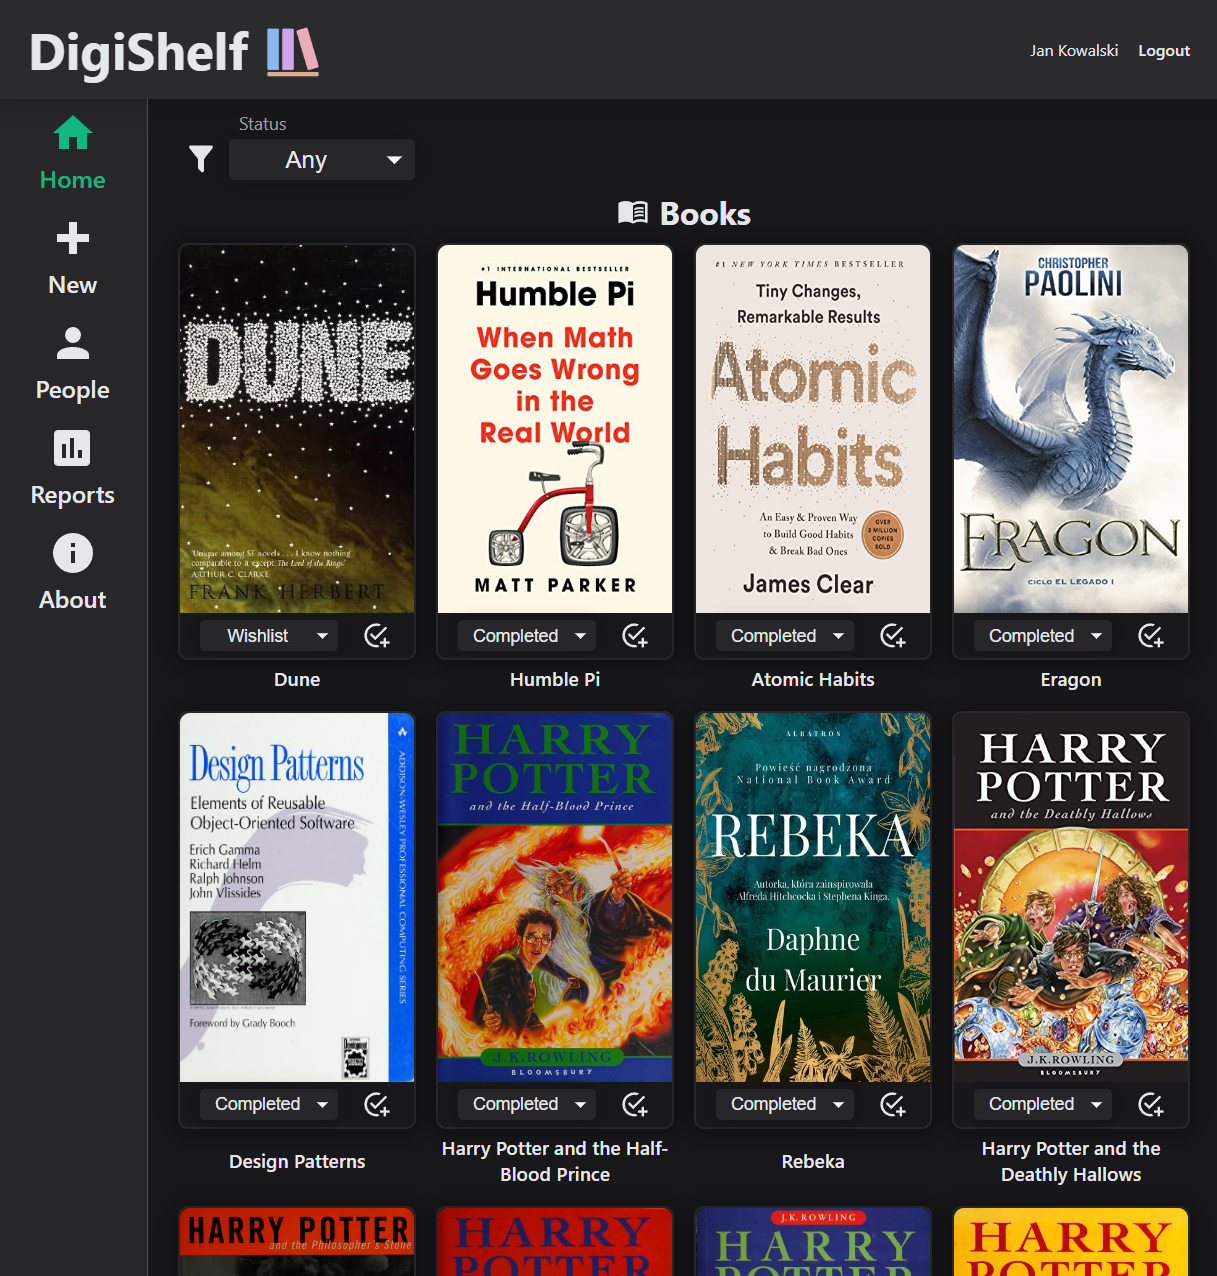 DigiShelf
Jan Kowalski Logout
Home
New
People
Reports
About
Status
Any
Books
DUNE
'Unique among SF novels . . . I know nothing
comparable to it except The Lord of the Rings'
ARTHUR C. CLARKE
FRANK HERBERT
Wishlist
Dune
#1 INTERNATIONAL BESTSELLER
Humble Pi
When Math
Goes Wrong
in the
Real World
MATT PARKER
Completed
Humble Pi
#1 NEW YORK TIMES BESTSELLER
Tiny Changes,
Remarkable Results
Atomic
Habits
An Easy & Proven Way
to Build Good Habits
& Break Bad Ones
OVER
2 MILLION
COPIES
SOLD
James Clear
Completed
Atomic Habits
CHRISTOPHER
PAOLINI
ERAGON
CICLO EL LEGADO I
Completed
Eragon
Design Patterns
Elements of Reusable
Object-Oriented Software
Erich Gamma
Richard Helm
Ralph Johnson
John Vlissides
Foreword by Grady Booch
ADDISON-WESLEY PROFESSIONAL COMPUTING SERIES
Completed
Design Patterns
HARRY
POTTER
and the Half-Blood Prince
J.K.ROWLING
BLOOMSBURY
Completed
Harry Potter and the Half-
Blood Prince
ALBATROS
Powieść nagrodzona
National Book Award
REBEKA
Autorka, która zainspirowała
Alfreda Hitchcocka i Stephena Kinga.
Daphne
du Maurier
Completed
Rebeka
HARRY
POTTER
and the Deathly Hallows
J.K.ROWLING
BLOOMSBURY
Completed
Harry Potter and the
Deathly Hallows
HARRY POTTER
and the Philosopher's Stone
HARRY
POTTER
J.K.ROWLING
HARRY
POTTER
HARRY
POTTER